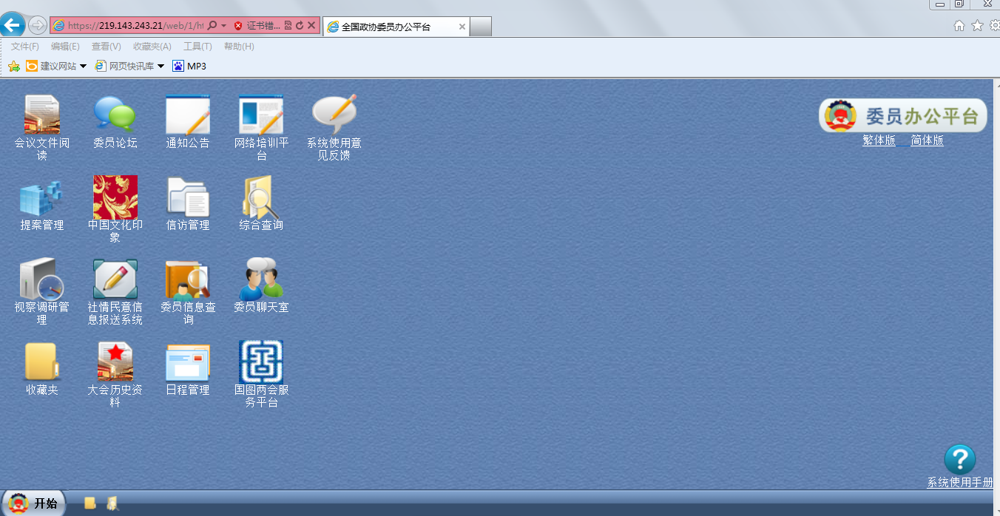 https://219.143.243.21/web/1/ht
证书错...
全国政协委员办公平台
文件(F) 编辑(E) 查看(V) 收藏夹(A) 工具(T) 帮助(H)
建议网站 网页快讯库 MP3
会议文件阅
读
委员论坛
通知公告
网络培训平
台
系统使用意
见反馈
委员办公平台
繁体版 简体版
提案管理
中国文化印
象
信访管理
综合查询
视察调研管
理
社情民意信
息报送系统
委员信息查
询
委员聊天室
收藏夹
大会历史资
料
日程管理
国图两会服
务平台
系统使用手册
开始